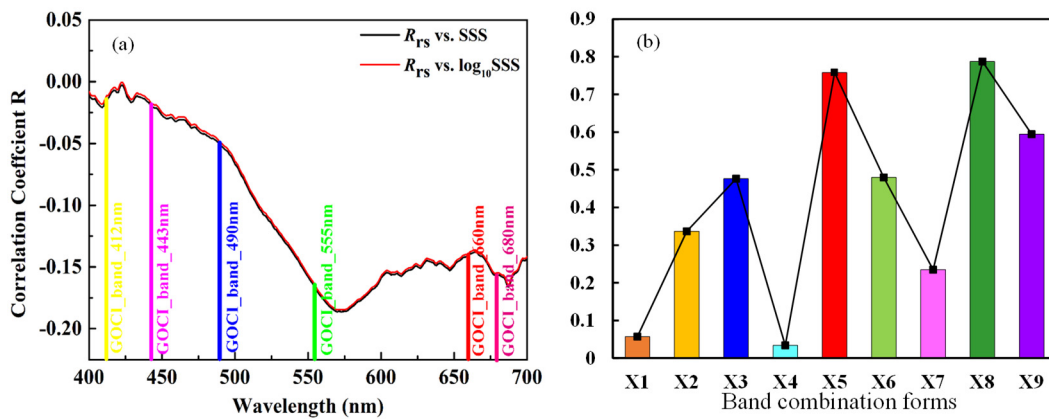 (a)
Rrs vs. SSS
Rrs vs. log10SSS
Correlation Coeffcient R
0.05
0.00
-0.05
-0.10
-0.15
-0.20
GOCI_band_412nm
GOCI_band_443nm
GOCI_band_490nm
GOCI_band_555nm
GOCI_band_660nm
GOCI_band_680nm
400 450 500 550 600 650 700
Wavelength (nm)
(b)
0.9
0.8
0.7
0.6
0.5
0.4
0.3
0.2
0.1
0
X1 X2 X3 X4 X5 X6 X7 X8 X9
Band combination forms